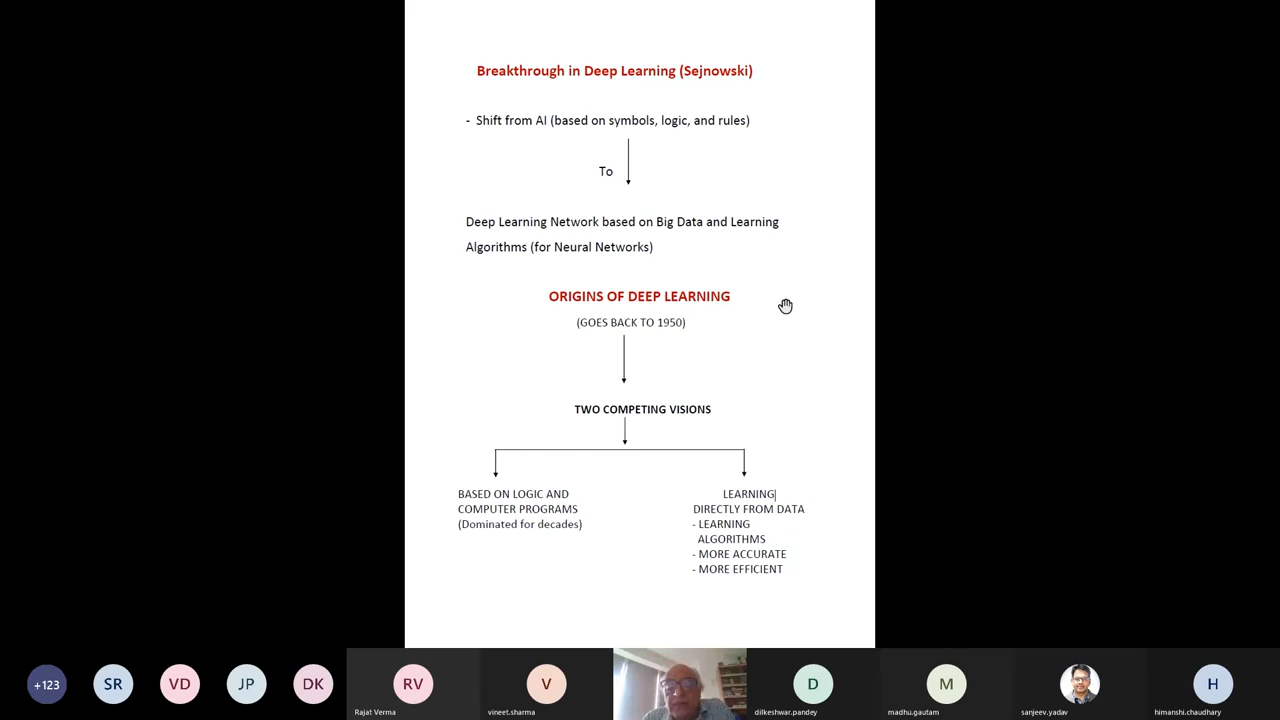 Breakthrough in Deep Learning (Sejnowski)
- Shift from AI (based on symbols, logic, and rules)
To
Deep Learning Network based on Big Data and Learning
Algorithms (for Neural Networks)
ORIGINS OF DEEP LEARNING
(GOES BACK TO 1950)
TWO COMPETING VISIONS
BASED ON LOGIC AND
COMPUTER PROGRAMS
(Dominated for decades)
LEARNING
DIRECTLY FROM DATA
- LEARNING
ALGORITHMS
- MORE ACCURATE
- MORE EFFICIENT
+123
SR
VD
JP
DK
RV
Rajat Verma
V
vineet.sharma
D
dilkeshwar.pandey
M
madhu.gautam
sanjeev.yadav
H
himanshi.chaudhary